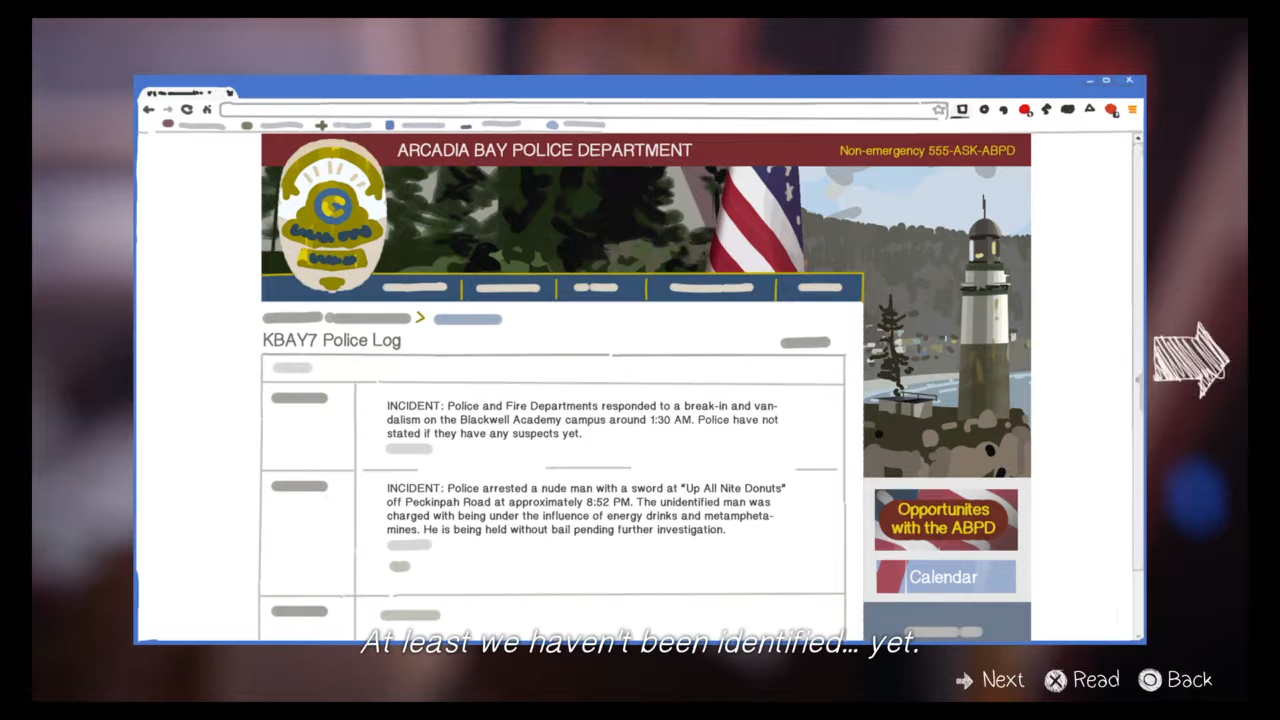 ARCADIA BAY POLICE DEPARTMENT
Non-emergency 555-ASK-ABPD
KBAY7 Police Log
INCIDENT: Police and Fire Departments responded to a break-in and van-
dalism on the Blackwell Academy campus around 1:30 AM. Police have not
stated if they have any suspects yet.
INCIDENT: Police arrested a nude man with a sword at "Up All Nite Donuts"
off Peckinpah Road at approximately 8:52 PM. The unidentified man was
charged with being under the influence of energy drinks and metampheta-
mines. He is being held without bail pending further investigation.
Opportunites
with the ABPD
Calendar
At least we haven't been identified... yet.
Next
Read
Back